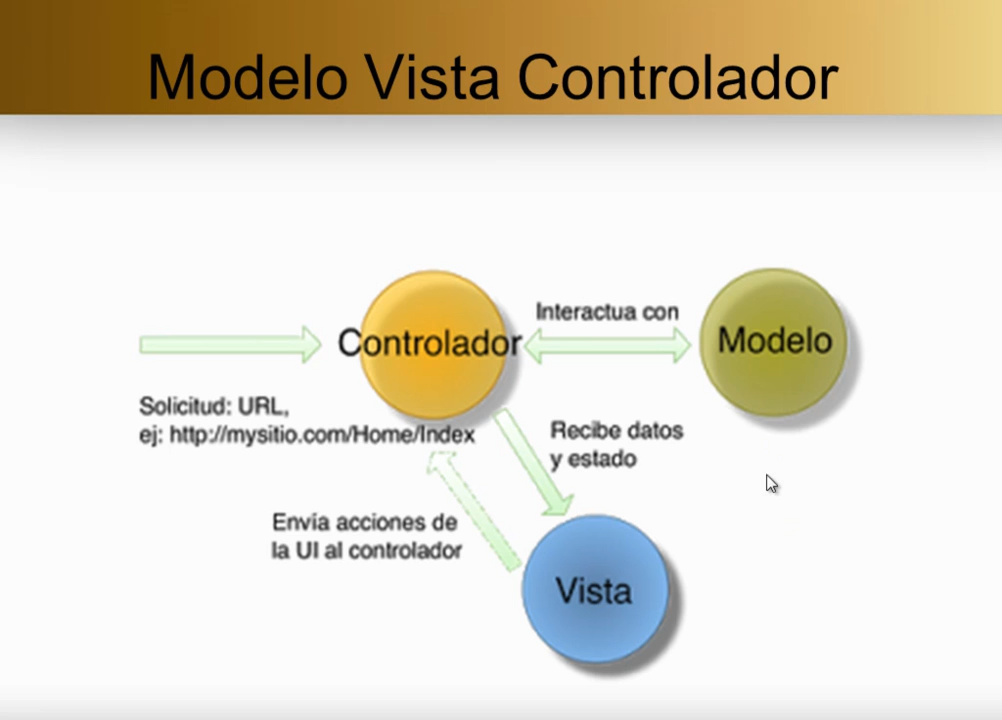 Modelo Vista Controlador
Interactua con
Controlador
Modelo
Solicitud: URL,
ej: http://mysitio.com/Home/Index
Recibe datos
y estado
Envía acciones de
la UI al controlador
Vista